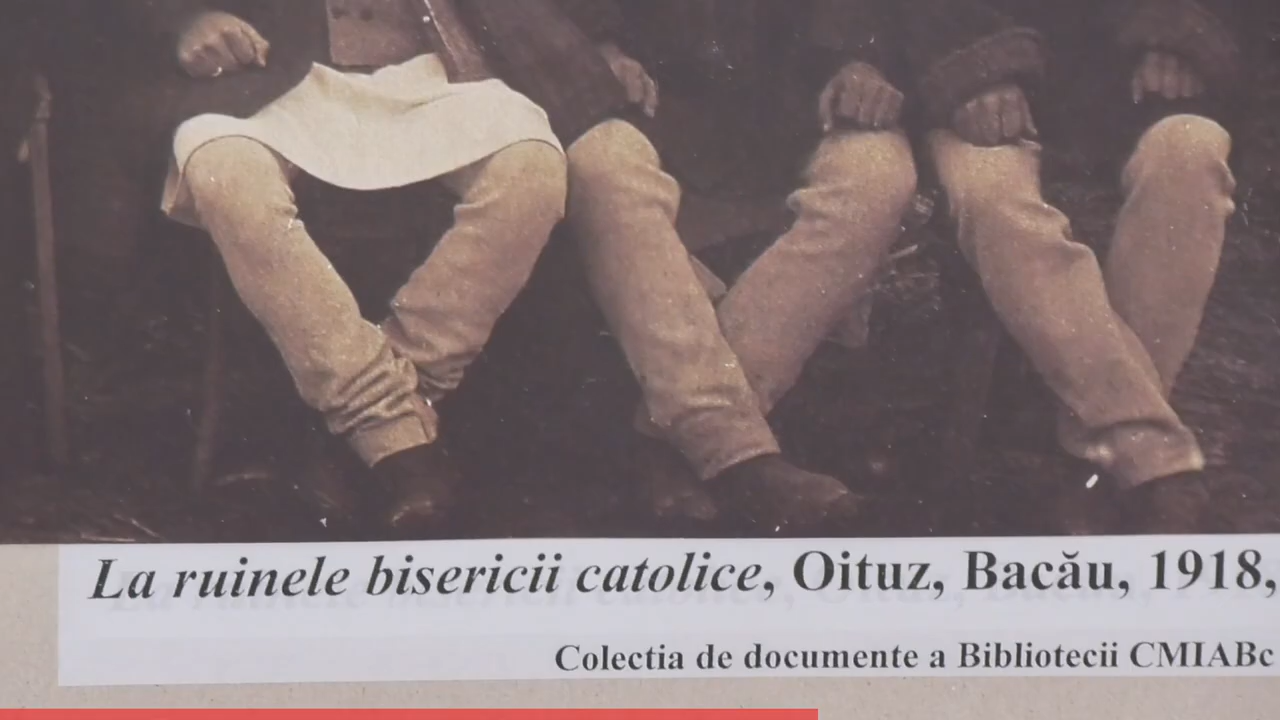 La ruinele bisericii catolice, Oituz, Bacău, 1918,
Colectia de documente a Bibliotecii CMIABc